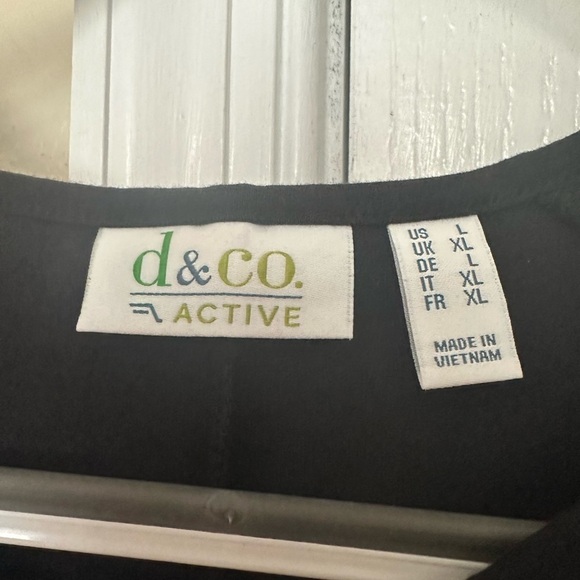 d&co.
ACTIVE
US L
UK XL
DE L
IT XL
FR XL
MADE IN
VIETNAM